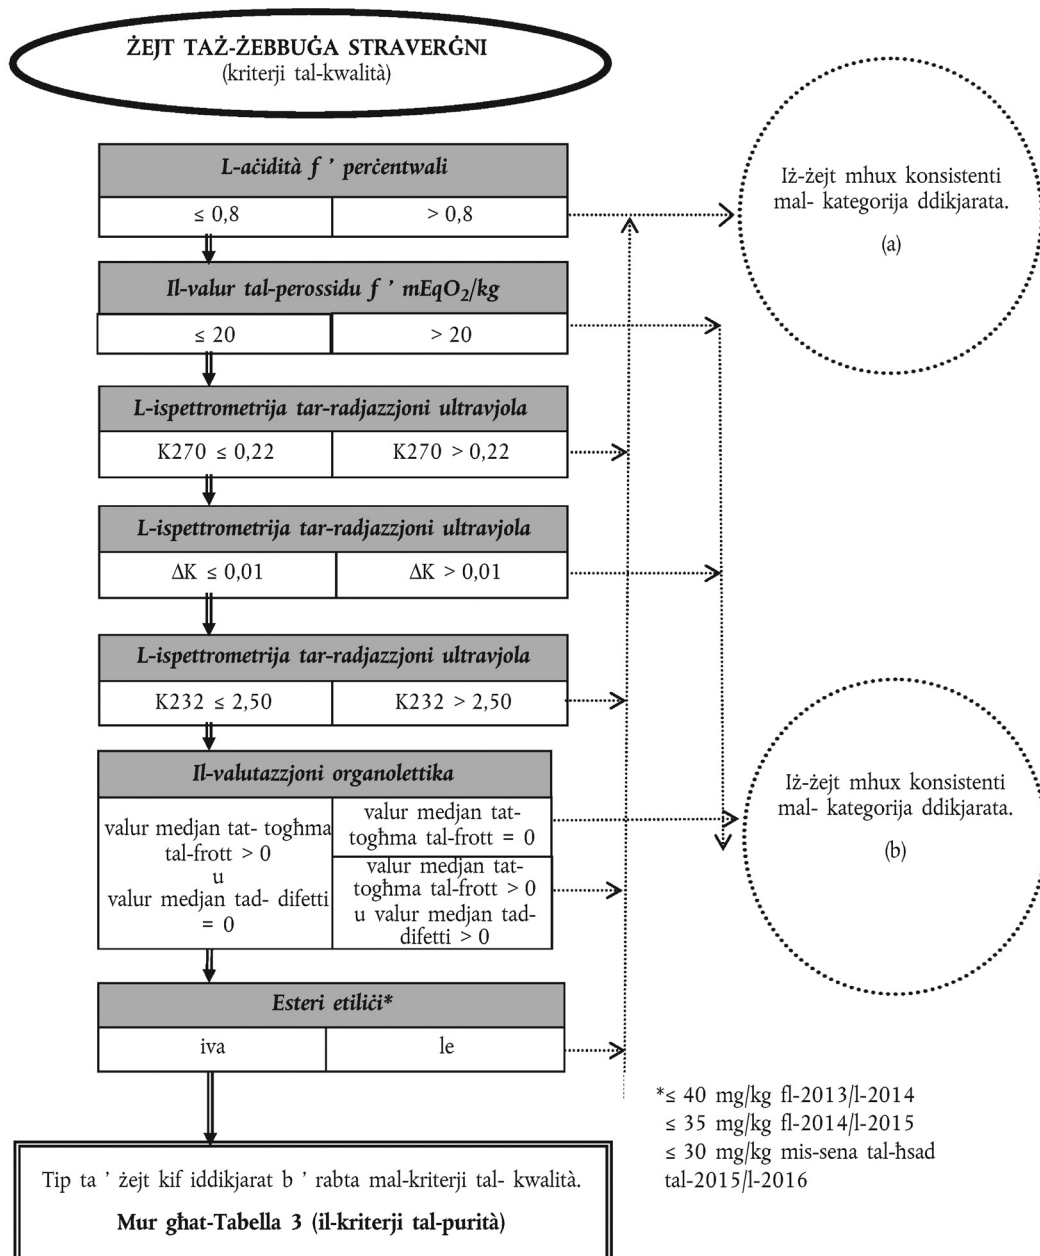 ŻEJT TAŻ-ŻEBBUĠA STRAVERĠNI
(kriterji tal-kwalità)
L-aċidità f ’ perċentwali
≤ 0,8
> 0,8
Iż-żejt mhux konsistenti
mal- kategorija ddikjarata.
(a)
Il-valur tal-perossidu f ’ mEqO2/kg
≤ 20
> 20
L-ispettrometrija tar-radjazzjoni ultravjola
K270 ≤ 0,22
K270 > 0,22
L-ispettrometrija tar-radjazzjoni ultravjola
ΔK ≤ 0,01
ΔK > 0,01
L-ispettrometrija tar-radjazzjoni ultravjola
K232 ≤ 2,50
K232 > 2,50
Il-valutazzjoni organolettika
valur medjan tat- togħma
tal-frott > 0
u
valur medjan tad- difetti
= 0
valur medjan tat-
togħma tal-frott = 0
valur medjan tat-
togħma tal-frott > 0
u valur medjan tad-
difetti > 0
Iż-żejt mhux konsistenti
mal- kategorija ddikjarata.
(b)
Esteri etiliċi*
iva
le
*≤ 40 mg/kg fl-2013/l-2014
≤ 35 mg/kg fl-2014/l-2015
≤ 30 mg/kg mis-sena tal-ħsad
tal-2015/l-2016
Tip ta ’ żejt kif iddikjarat b ’ rabta mal-kriterji tal- kwalità.
Mur għat-Tabella 3 (il-kriterji tal-purità)